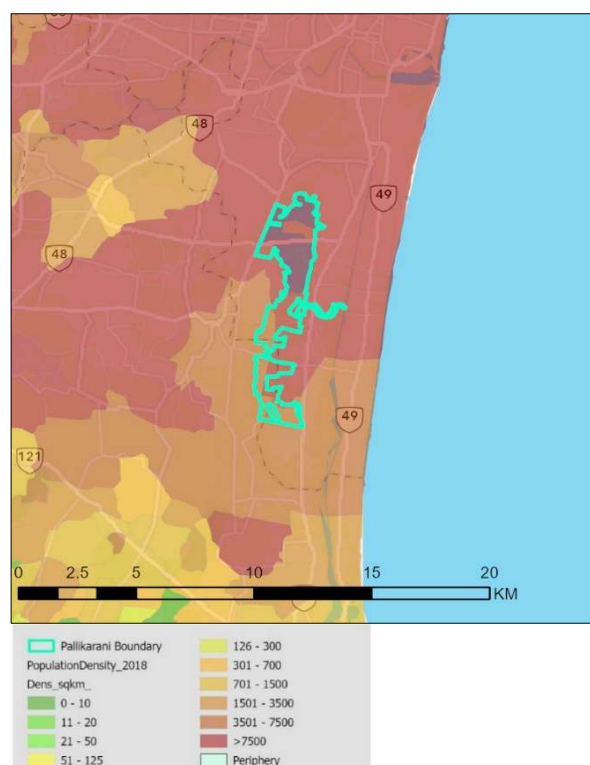 48
49
48
49
121
0 2.5 5 10 15 20
KM
Pallikarani Boundary
PopulationDensity_2018
Dens_sqkm_
0 - 10
11 - 20
21 - 50
51 - 125
126 - 300
301 - 700
701 - 1500
1501 - 3500
3501 - 7500
>7500
Periphery